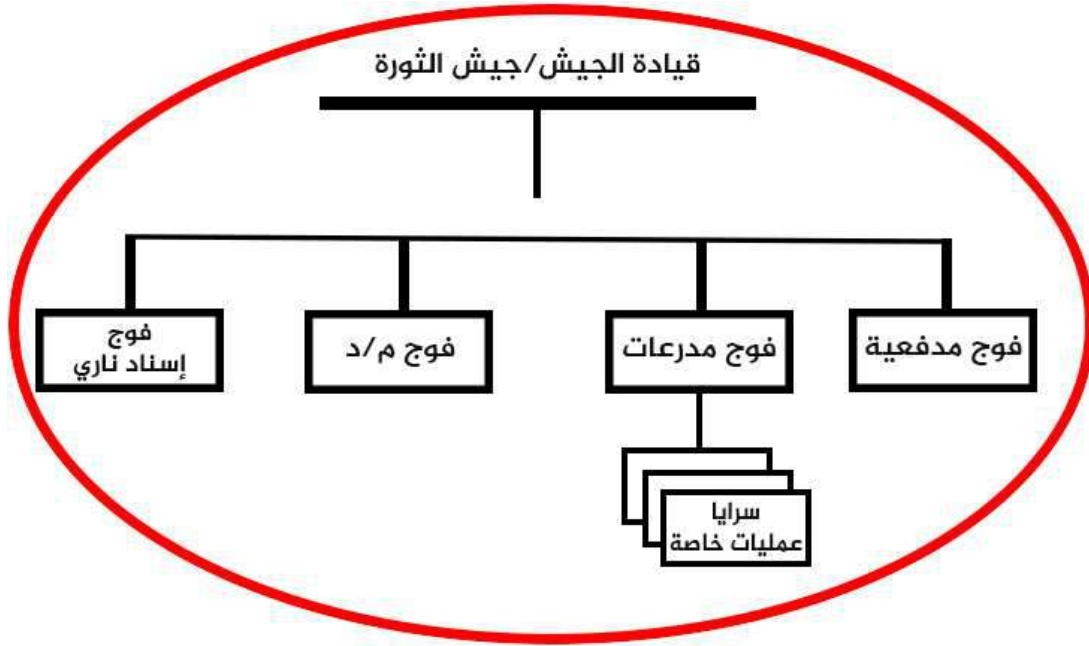 قيادة الجيش/جيش الثورة
فوج مدفعية
فوج مدرعات
فوج م/د
فوج
إسناد ناري
سرايا
عمليات خاصة